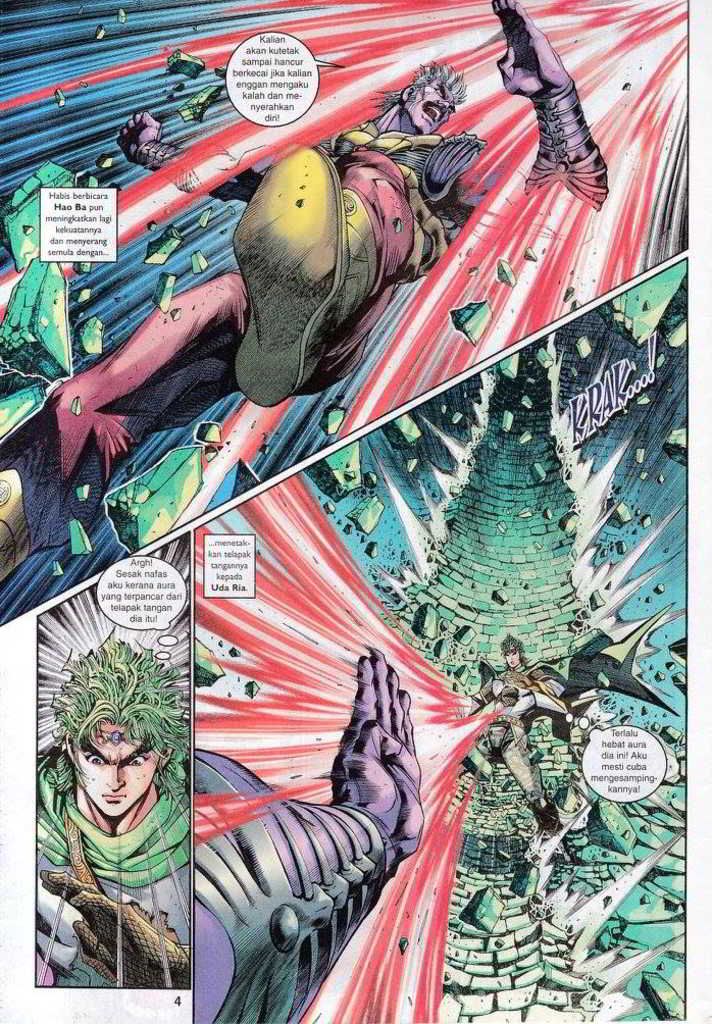 Kalian
akan kutetak
sampai hancur
berkecai jika kalian
enggan mengaku
kalah dan me-
nyerahkan
diri!
Habis berbicara
Hao Ba pun
meningkatkan lagi
kekuatannya
dan menyerang
semula dengan...
KRAK...!
...menetak-
kan telapak
tangannya
kepada
Uda Ria.
Argh!
Sesak nafas
aku kerana aura
yang terpancar dari
telapak tangan
dia itu!
Terlalu
hebat aura
dia ini! Aku
mesti cuba
mengesamping-
kannya!
4